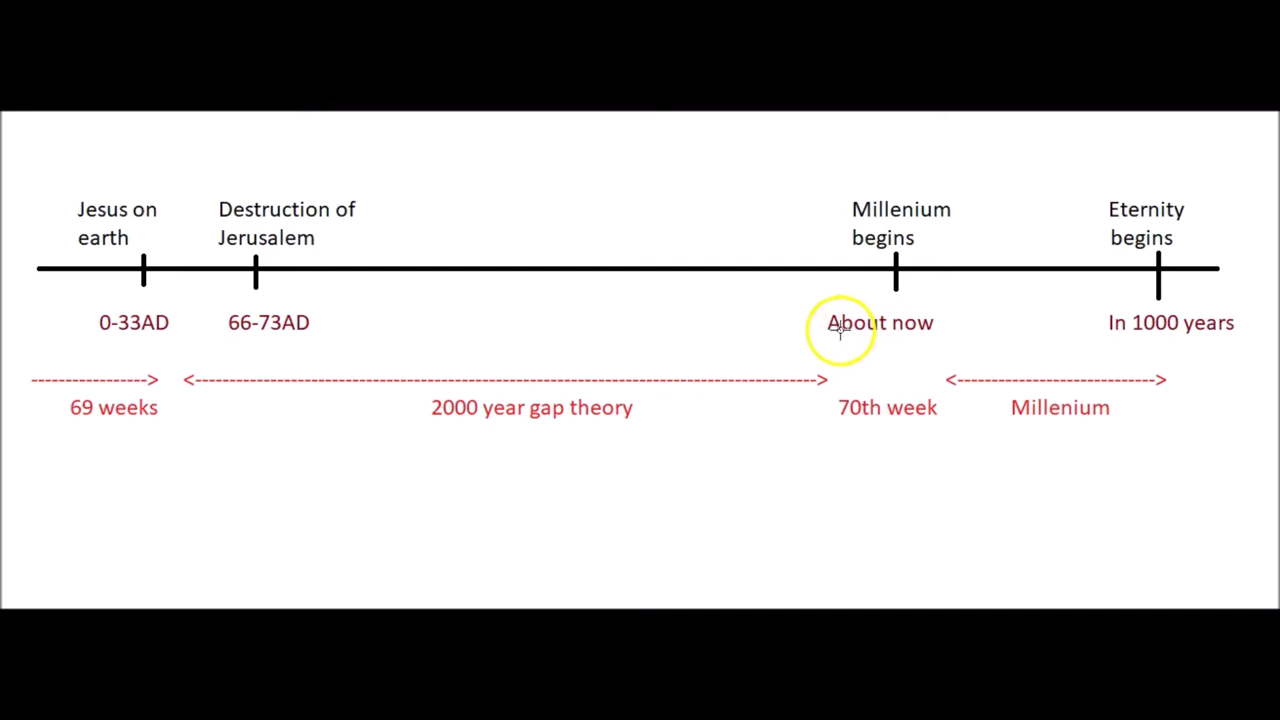 Jesus on
earth
Destruction of
Jerusalem
Millenium
begins
Eternity
begins
0-33AD
66-73AD
About now
In 1000 years
69 weeks
2000 year gap theory
70th week
Millenium